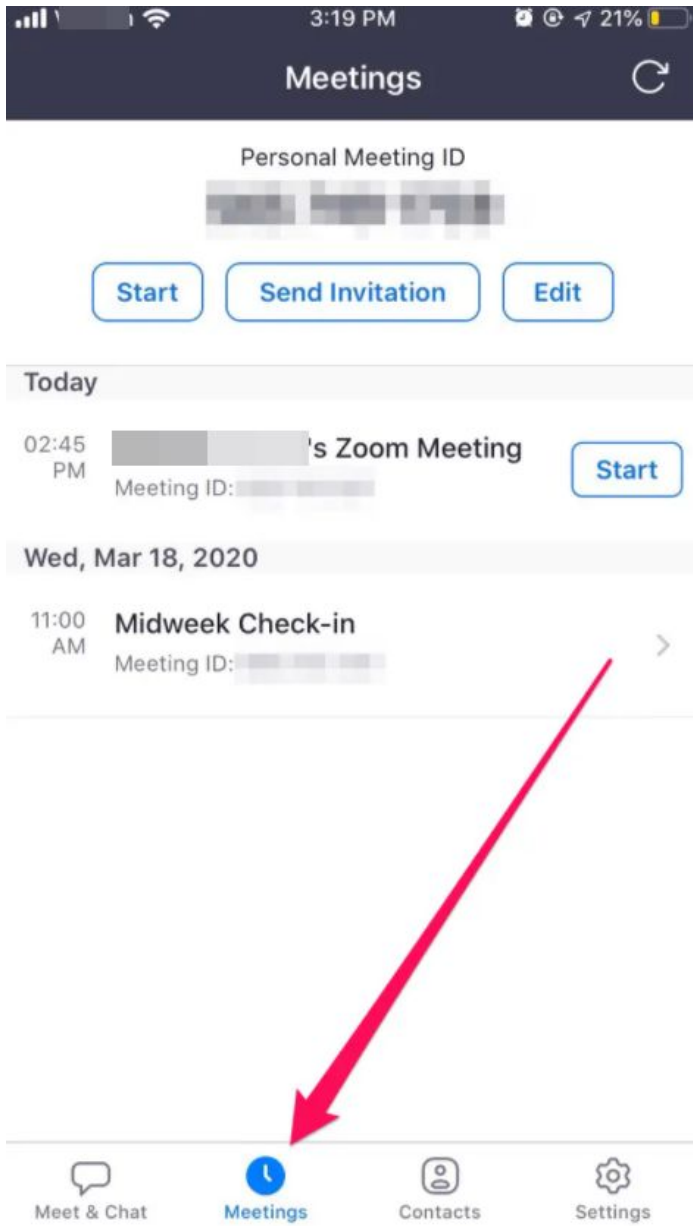 3:19 PM 21%
Meetings
Personal Meeting ID
Start Send Invitation Edit
Today
02:45 PM
's Zoom Meeting
Meeting ID:
Start
Wed, Mar 18, 2020
11:00 AM
Midweek Check-in
Meeting ID:
Meet & Chat Meetings Contacts Settings